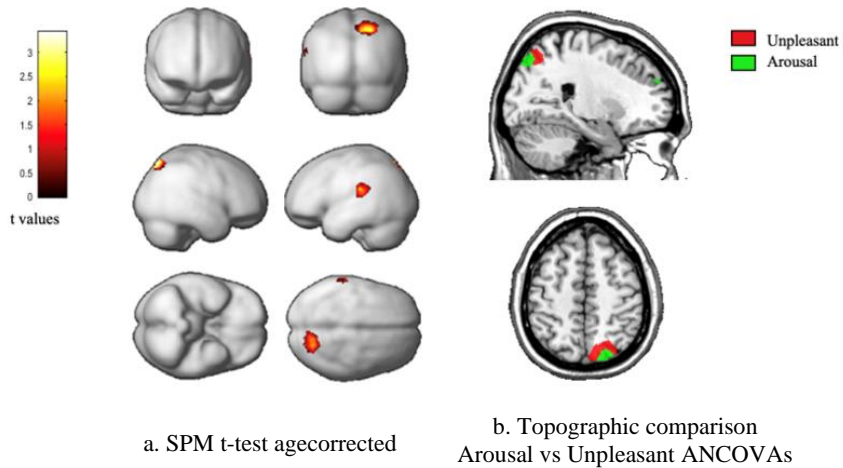 3
2.5
2
1.5
1
0.5
0
t values
Unpleasant
Arousal
a. SPM t-test agecorrected
b. Topographic comparison
Arousal vs Unpleasant ANCOVAs